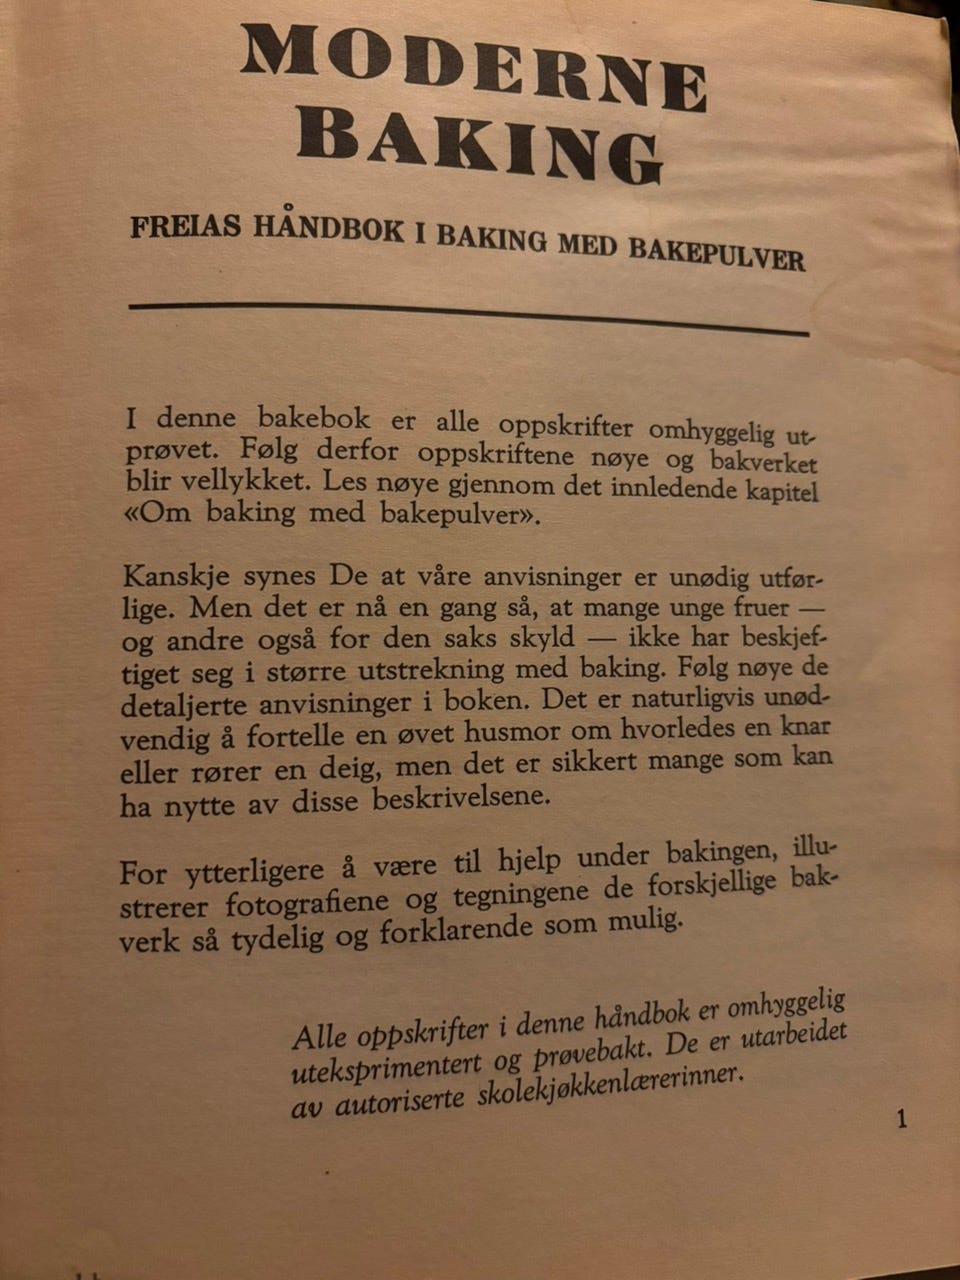 MODERNE
BAKING
FREIAS HÅNDBOK I BAKING MED BAKEPULVER
I denne bakebok er alle oppskrifter omhyggelig ut-
prøvet. Følg derfor oppskriftene nøye og bakverket
blir vellykket. Les nøye gjennom det innledende kapitel
«Om baking med bakepulver».
Kanskje synes De at våre anvisninger er unødig utfør-
lige. Men det er nå en gang så, at mange unge fruer —
og andre også for den saks skyld — ikke har beskjef-
tiget seg i større utstrekning med baking. Følg nøye de
detaljerte anvisninger i boken. Det er naturligvis unød-
vendig å fortelle en øvet husmor om hvorledes en knar
eller rører en deig, men det er sikkert mange som kan
ha nytte av disse beskrivelsene.
For ytterligere å være til hjelp under bakingen, illu-
strerer fotografiene og tegningene de forskjellige bak-
verk så tydelig og forklarende som mulig.
Alle oppskrifter i denne håndbok er omhyggelig
uteksprimentert og prøvebakt. De er utarbeidet
av autoriserte skolekjøkkenlærerinner.
1